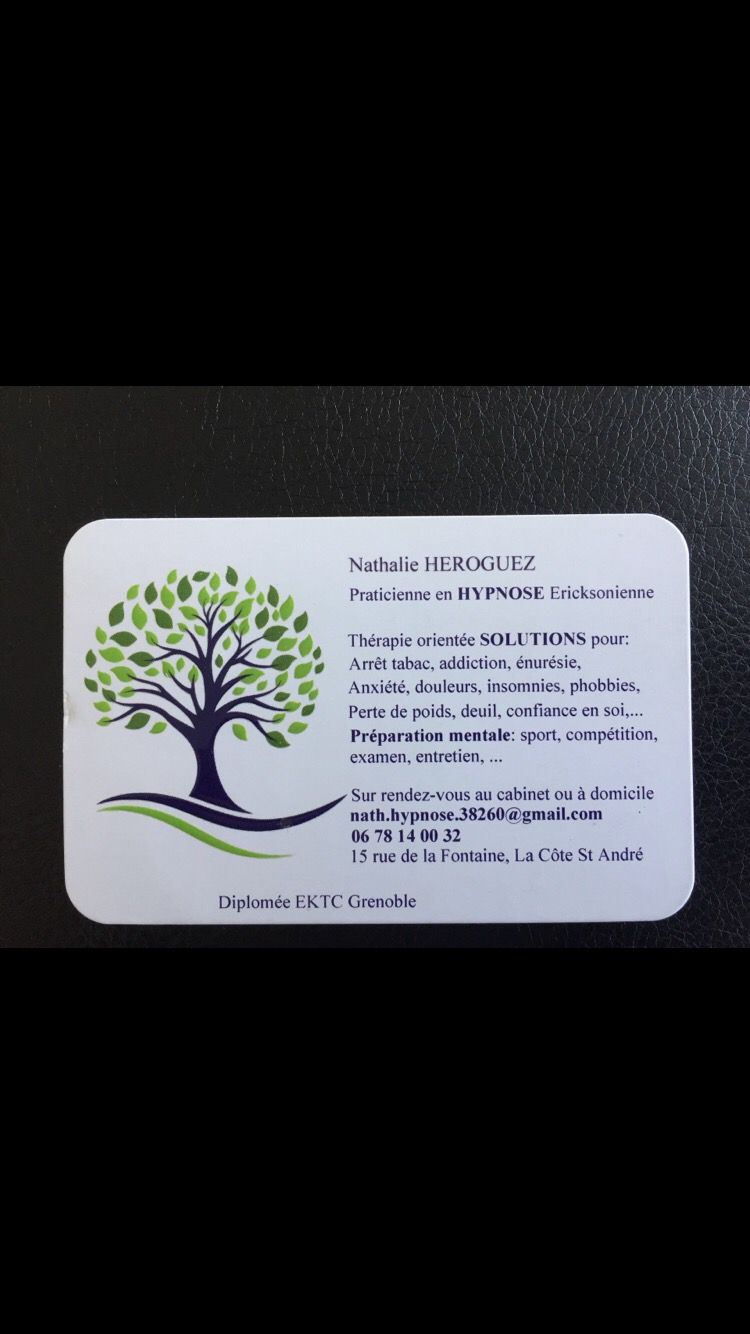 Nathalie HEROGUEZ
Praticienne en HYPNOSE Ericksonienne
Thérapie orientée SOLUTIONS pour:
Arrêt tabac, addiction, énurésie,
Anxiété, douleurs, insomnies, phobbies,
Perte de poids, deuil, confiance en soi,...
Préparation mentale: sport, compétition,
examen, entretien, ...
Sur rendez-vous au cabinet ou à domicile
nath.hypnose.38260@gmail.com
06 78 14 00 32
15 rue de la Fontaine, La Côte St André
Diplomée EKTC Grenoble